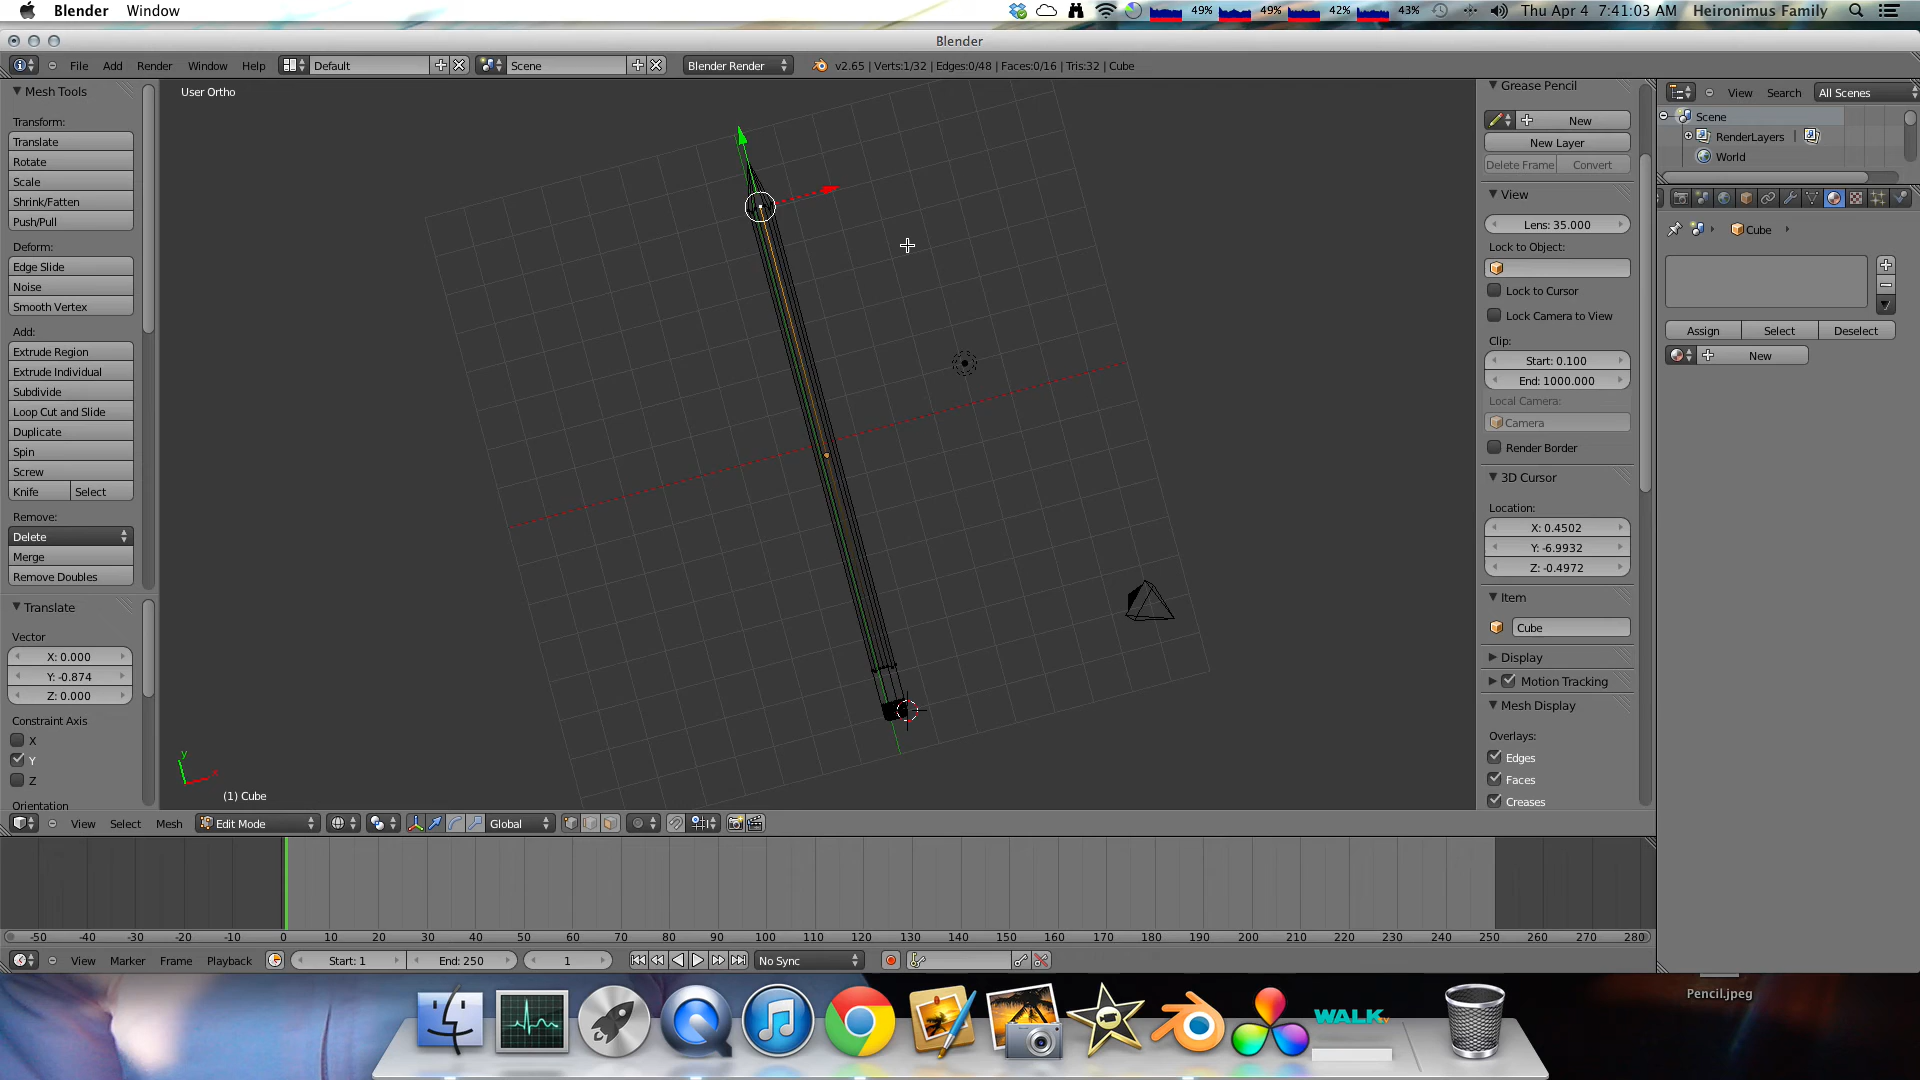 Blender Window 49% 49% 42% 43% Thu Apr 4 7:41:03 AM Heironimus Family
Blender
File Add Render Window Help Default Scene Blender Render v2.65 | Verts:1/32 | Edges:0/48 | Faces:0/16 | Tris:32 | Cube
Mesh Tools
Transform:
Translate
Rotate
Scale
Shrink/Fatten
Push/Pull
Deform:
Edge Slide
Noise
Smooth Vertex
Add:
Extrude Region
Extrude Individual
Subdivide
Loop Cut and Slide
Duplicate
Spin
Screw
Knife Select
Remove:
Delete
Merge
Remove Doubles
Translate
Vector
X: 0.000
Y: -0.874
Z: 0.000
Constraint Axis
X
Y
Z
Orientation
User Ortho
y
x
(1) Cube
Grease Pencil
New
New Layer
Delete Frame Convert
View
Lens: 35.000
Lock to Object:
Lock to Cursor
Lock Camera to View
Clip:
Start: 0.100
End: 1000.000
Local Camera:
Camera
Render Border
3D Cursor
Location:
X: 0.4502
Y: -6.9932
Z: -0.4972
Item
Cube
Display
Motion Tracking
Mesh Display
Overlays:
Edges
Faces
Creases
View Search All Scenes
Scene
RenderLayers
World
Cube
Assign Select Deselect
New
View Select Mesh Edit Mode Global
-50 -40 -30 -20 -10 0 10 20 30 40 50 60 70 80 90 100 110 120 130 140 150 160 170 180 190 200 210 220 230 240 250 260 270 280
View Marker Frame Playback Start: 1 End: 250 1 No Sync
Pencil.jpeg
WALK